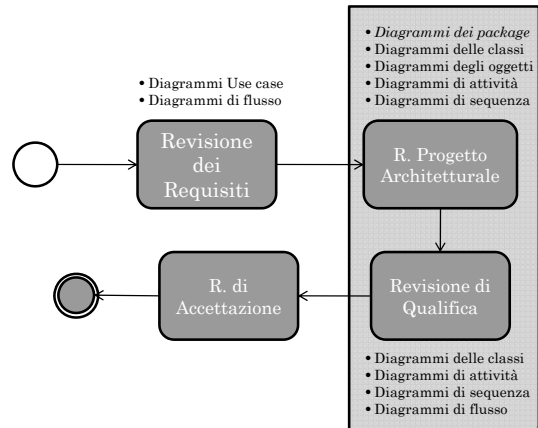 • Diagrammi dei package
• Diagrammi delle classi
• Diagrammi degli oggetti
• Diagrammi di attività
• Diagrammi di sequenza
• Diagrammi Use case
• Diagrammi di flusso
Revisione
dei
Requisiti
R. Progetto
Architetturale
R. di
Accettazione
Revisione di
Qualifica
• Diagrammi delle classi
• Diagrammi di attività
• Diagrammi di sequenza
• Diagrammi di flusso